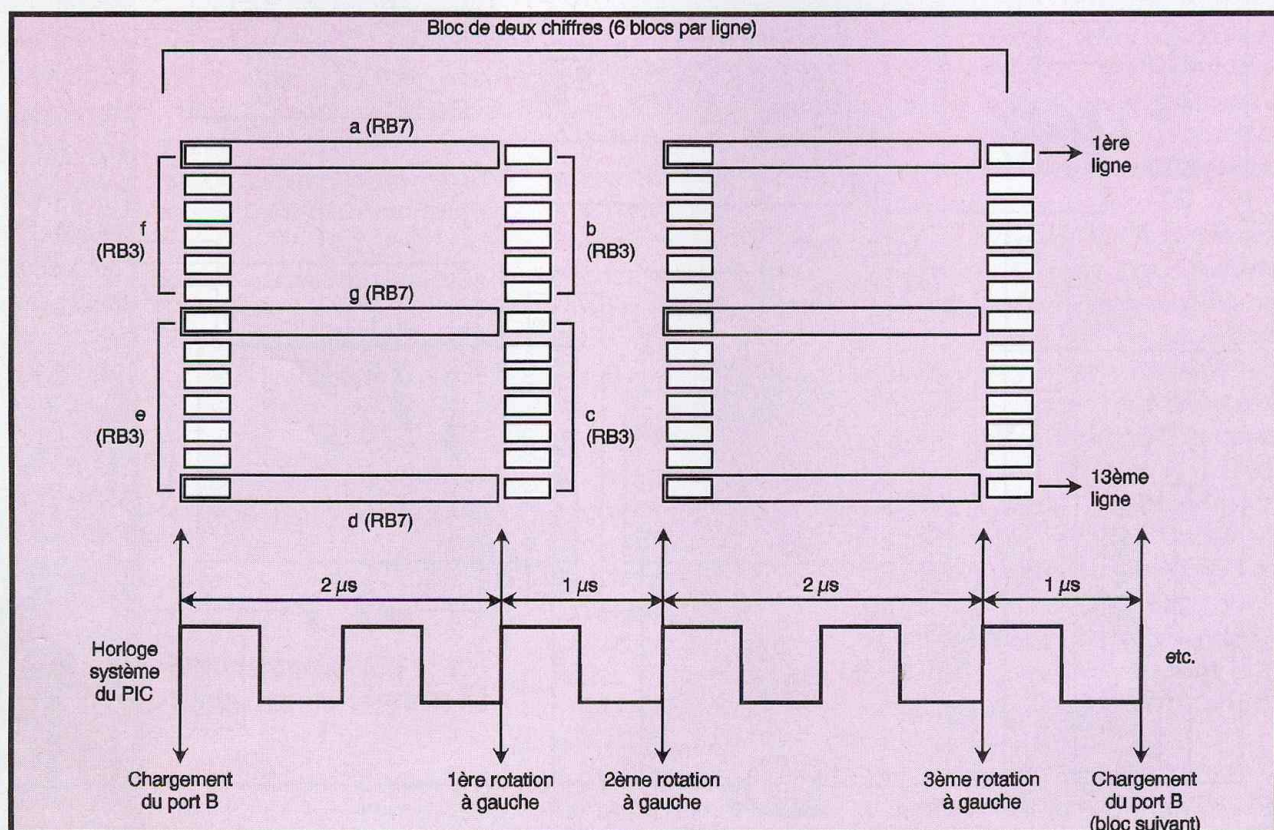 Bloc de deux chiffres (6 blocs par ligne)
a (RB7)
1ère
ligne
f
(RB3)
b
(RB3)
g (RB7)
e
(RB3)
c
(RB3)
13ème
ligne
d (RB7)
2 µs
1 µs
2 µs
1 µs
Horloge
système
du PIC
etc.
Chargement
du port B
1ère rotation
à gauche
2ème rotation
à gauche
3ème rotation
à gauche
Chargement
du port B
(bloc suivant)